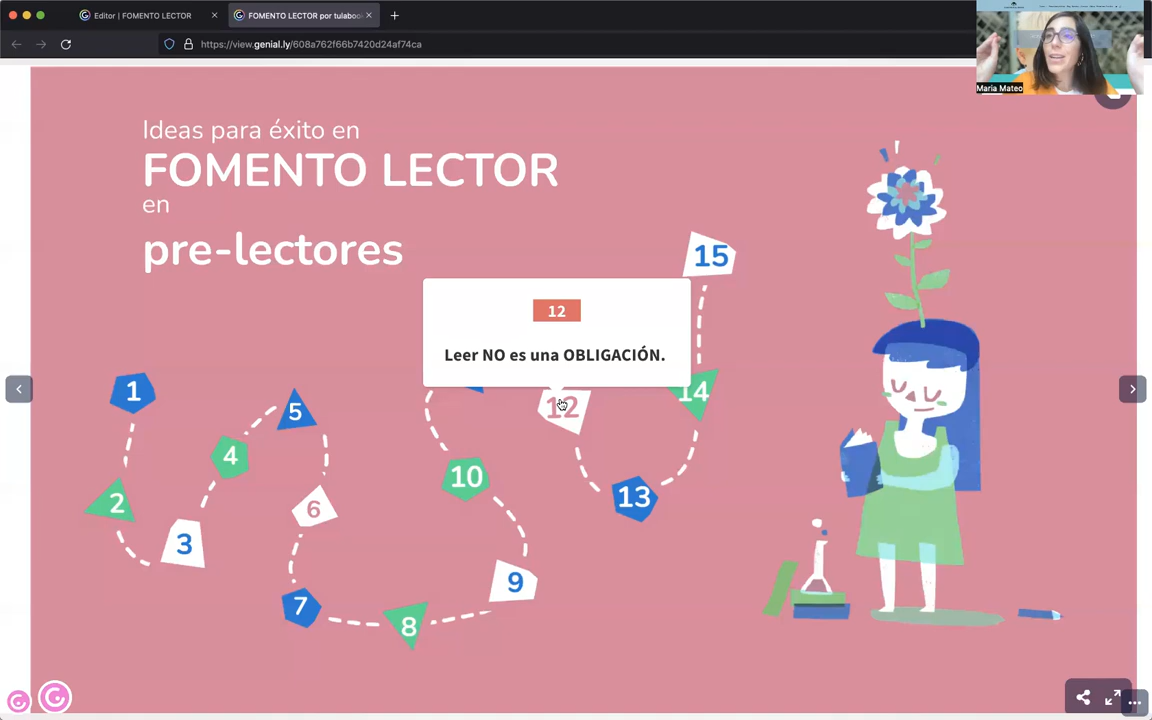 Editor | FOMENTO LECTOR
FOMENTO LECTOR por tulaboo
https://view.genial.ly/608a762f66b7420d24af74ca
Maria Mateo
Ideas para éxito en
FOMENTO LECTOR
en
pre-lectores
15
12
Leer NO es una OBLIGACIÓN.
1
5
12
14
4
10
13
2
6
3
9
7
8